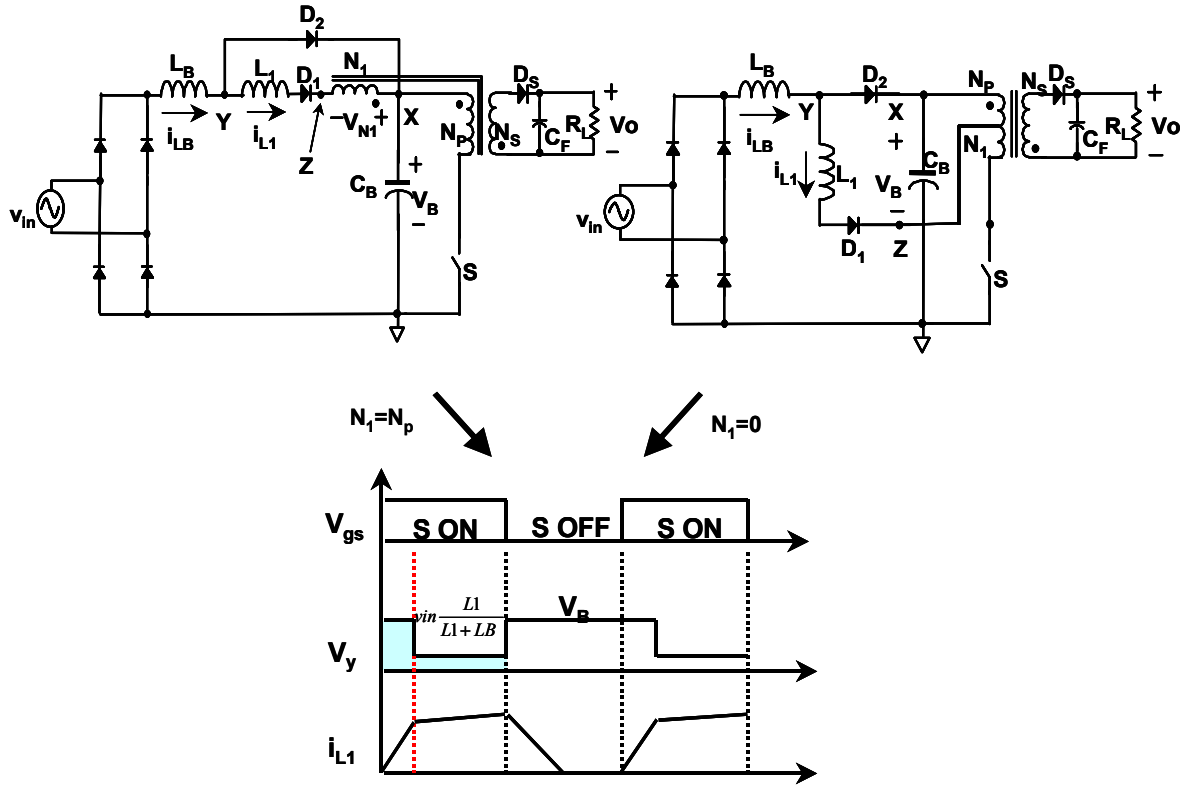 D2
LB
L1
D1
N1
DS
iLB
Y
iL1
−VN1+
X
Z
NP
NS
CF
RL
+
Vo
−
vin
CB
+
VB
−
S
LB
D2
NP
NS
DS
iLB
Y
X
N1
CF
RL
+
Vo
−
iL1
L1
+
VB
−
CB
vin
D1
Z
S
N1=Np
N1=0
Vgs
S ON
S OFF
S ON
Vy
vin L1
L1+LB
VB
iL1